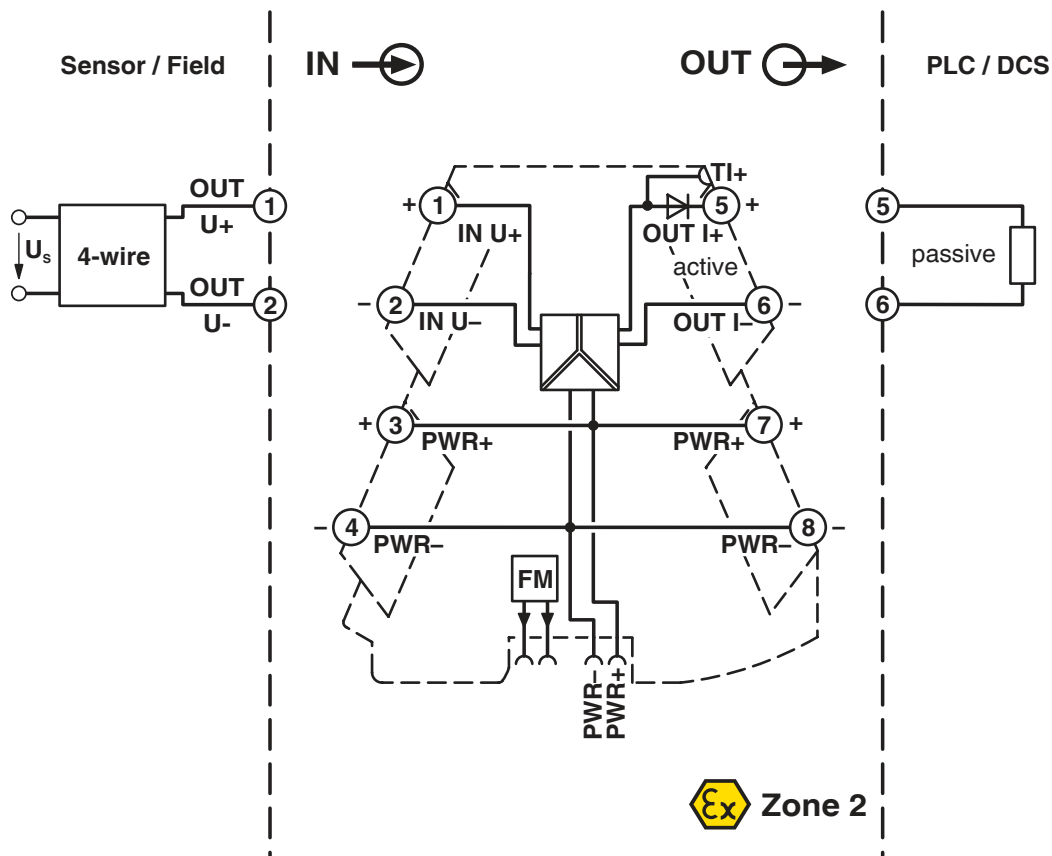 Sensor / Field
IN
OUT
PLC / DCS
OUT
U+
1
Us
4-wire
OUT
U-
2
TI+
+
1
IN U+
5
+
OUT I+
active
–
2
IN U–
6
–
OUT I–
5
passive
6
+
3
PWR+
7
+
PWR+
–
4
PWR–
8
–
PWR–
FM
PWR–
PWR+
Ex
Zone 2